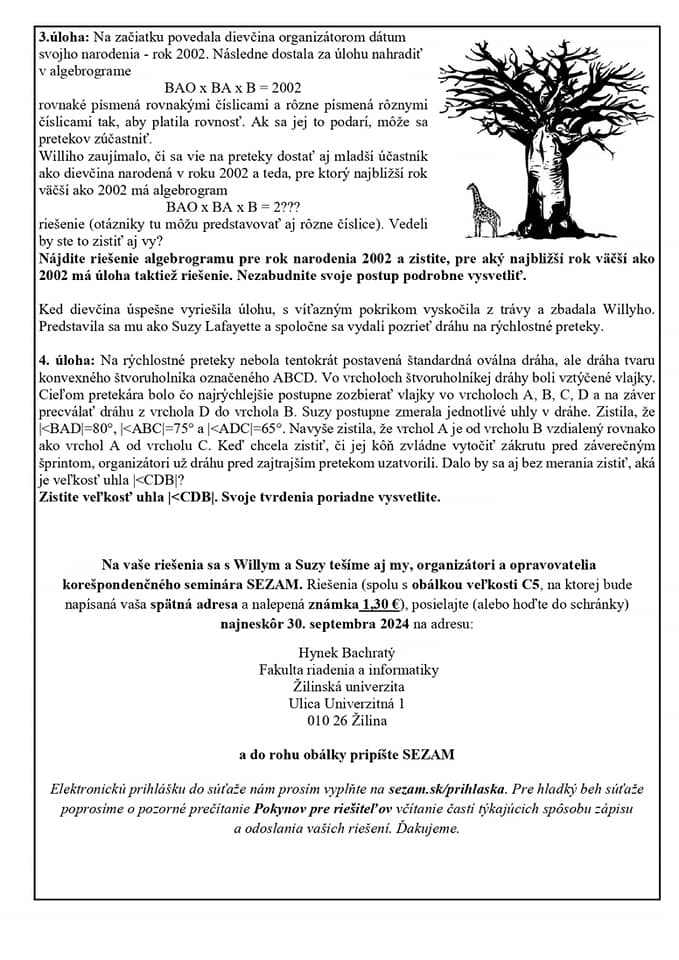 3.úloha: Na začiatku povedala dievčina organizátorom dátum
svojho narodenia - rok 2002. Následne dostala za úlohu nahradiť
v algebrograme
BAO x BA x B = 2002
rovnaké písmená rovnakými číslicami a rôzne písmená rôznymi
číslicami tak, aby platila rovnosť. Ak sa jej to podarí, môže sa
pretekov zúčastniť.
Williho zaujímalo, či sa vie na preteky dostať aj mladší účastník
ako dievčina narodená v roku 2002 a teda, pre ktorý najbližší rok
väčší ako 2002 má algebrogram
BAO x BA x B = 2???
riešenie (otázniky tu môžu predstavovať aj rôzne číslice). Vedeli
by ste to zistiť aj vy?
Nájdite riešenie algebrogramu pre rok narodenia 2002 a zistite, pre aký najbližší rok väčší ako
2002 má úloha taktiež riešenie. Nezabudnite svoje postup podrobne vysvetliť.
Ked dievčina úspešne vyriešila úlohu, s víťazným pokrikom vyskočila z trávy a zbadala Willyho.
Predstavila sa mu ako Suzy Lafayette a spoločne sa vydali pozrieť dráhu na rýchlostné preteky.
4. úloha: Na rýchlostné preteky nebola tentokrát postavená štandardná oválna dráha, ale dráha tvaru
konvexného štvoruholníka označeného ABCD. Vo vrcholoch štvoruholníkej dráhy boli vztýčené vlajky.
Cieľom pretekára bolo čo najrýchlejšie postupne zozbierať vlajky vo vrcholoch A, B, C, D a na záver
precválať dráhu z vrchola D do vrchola B. Suzy postupne zmerala jednotlivé uhly v dráhe. Zistila, že
|<BAD|=80°, |<ABC|=75° a |<ADC|=65°. Navyše zistila, že vrchol A je od vrcholu B vzdialený rovnako
ako vrchol A od vrcholu C. Keď chcela zistiť, či jej kôň zvládne vytočiť zákrutu pred záverečným
šprintom, organizátori už dráhu pred zajtrajším pretekom uzatvorili. Dalo by sa aj bez merania zistiť, aká
je veľkosť uhla |<CDB|?
Zistite veľkosť uhla |<CDB|. Svoje tvrdenia poriadne vysvetlite.
Na vaše riešenia sa s Willym a Suzy tešíme aj my, organizátori a opravovatelia
korešpondenčného seminára SEZAM. Riešenia (spolu s obálkou veľkosti C5, na ktorej bude
napísaná vaša spätná adresa a nalepená známka 1,30 €), posielajte (alebo hoďte do schránky)
najneskôr 30. septembra 2024 na adresu:
Hynek Bachratý
Fakulta riadenia a informatiky
Žilinská univerzita
Ulica Univerzitná 1
010 26 Žilina
a do rohu obálky pripíšte SEZAM
Elektronickú prihlášku do súťaže nám prosím vyplňte na sezam.sk/prihlaska. Pre hladký beh súťaže
poprosíme o pozorné prečítanie Pokynov pre riešiteľov včítanie častí týkajúcich spôsobu zápisu
a odoslania vašich riešení. Ďakujeme.